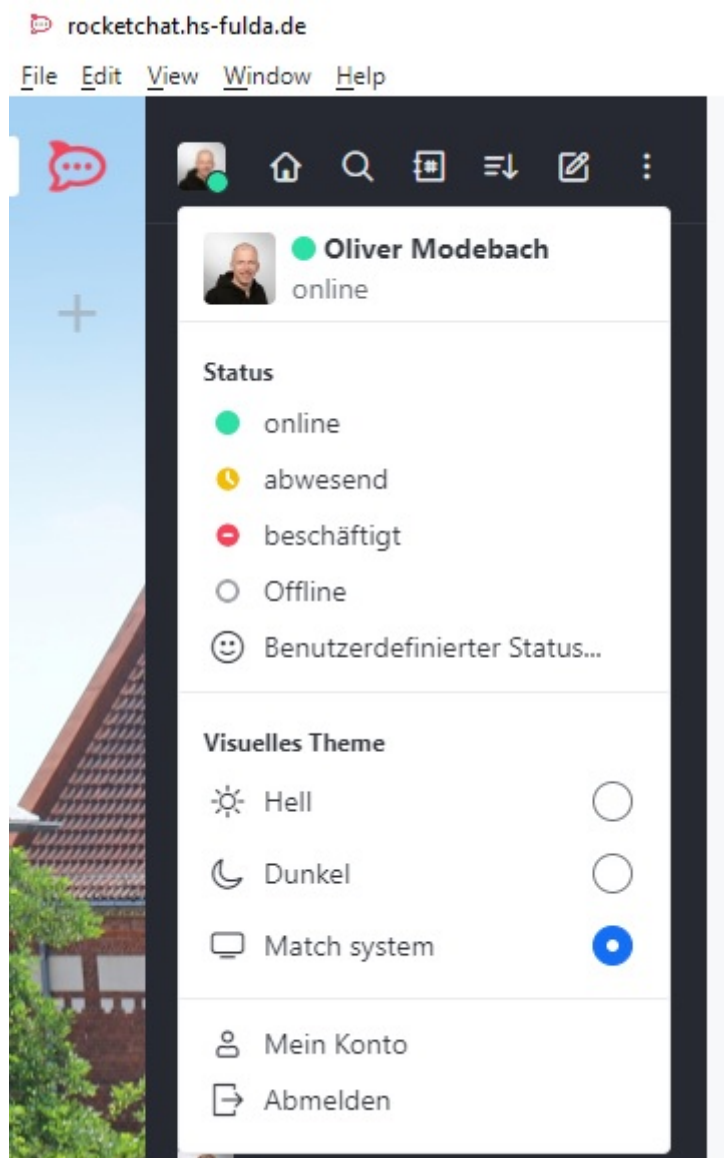 rocketchat.hs-fulda.de
File Edit View Window Help
Oliver Modebach
online
Status
online
abwesend
beschäftigt
Offline
Benutzerdefinierter Status...
Visuelles Theme
Hell
Dunkel
Match system
Mein Konto
Abmelden